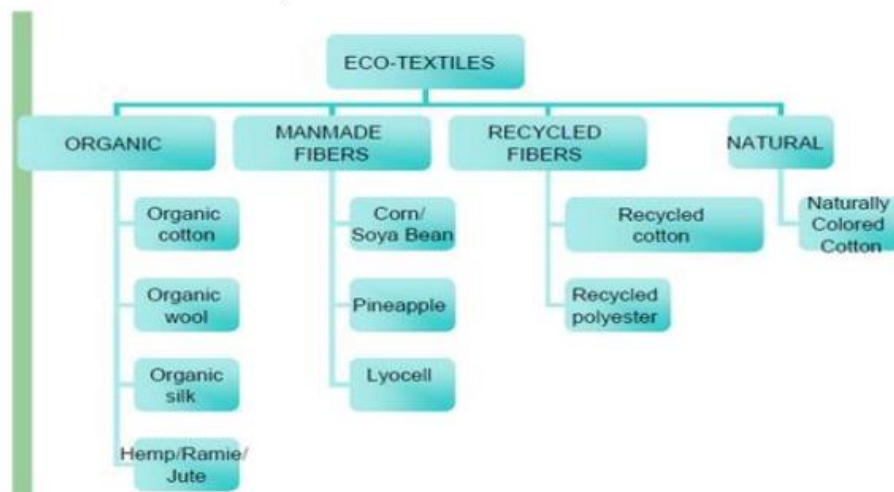 ECO-TEXTILES
ORGANIC
MANMADE
FIBERS
RECYCLED
FIBERS
NATURAL
Organic
cotton
Corn/
Soya Bean
Recycled
cotton
Naturally
Colored
Cotton
Organic
wool
Pineapple
Recycled
polyester
Organic
silk
Lyocell
Hemp/Ramie/
Jute